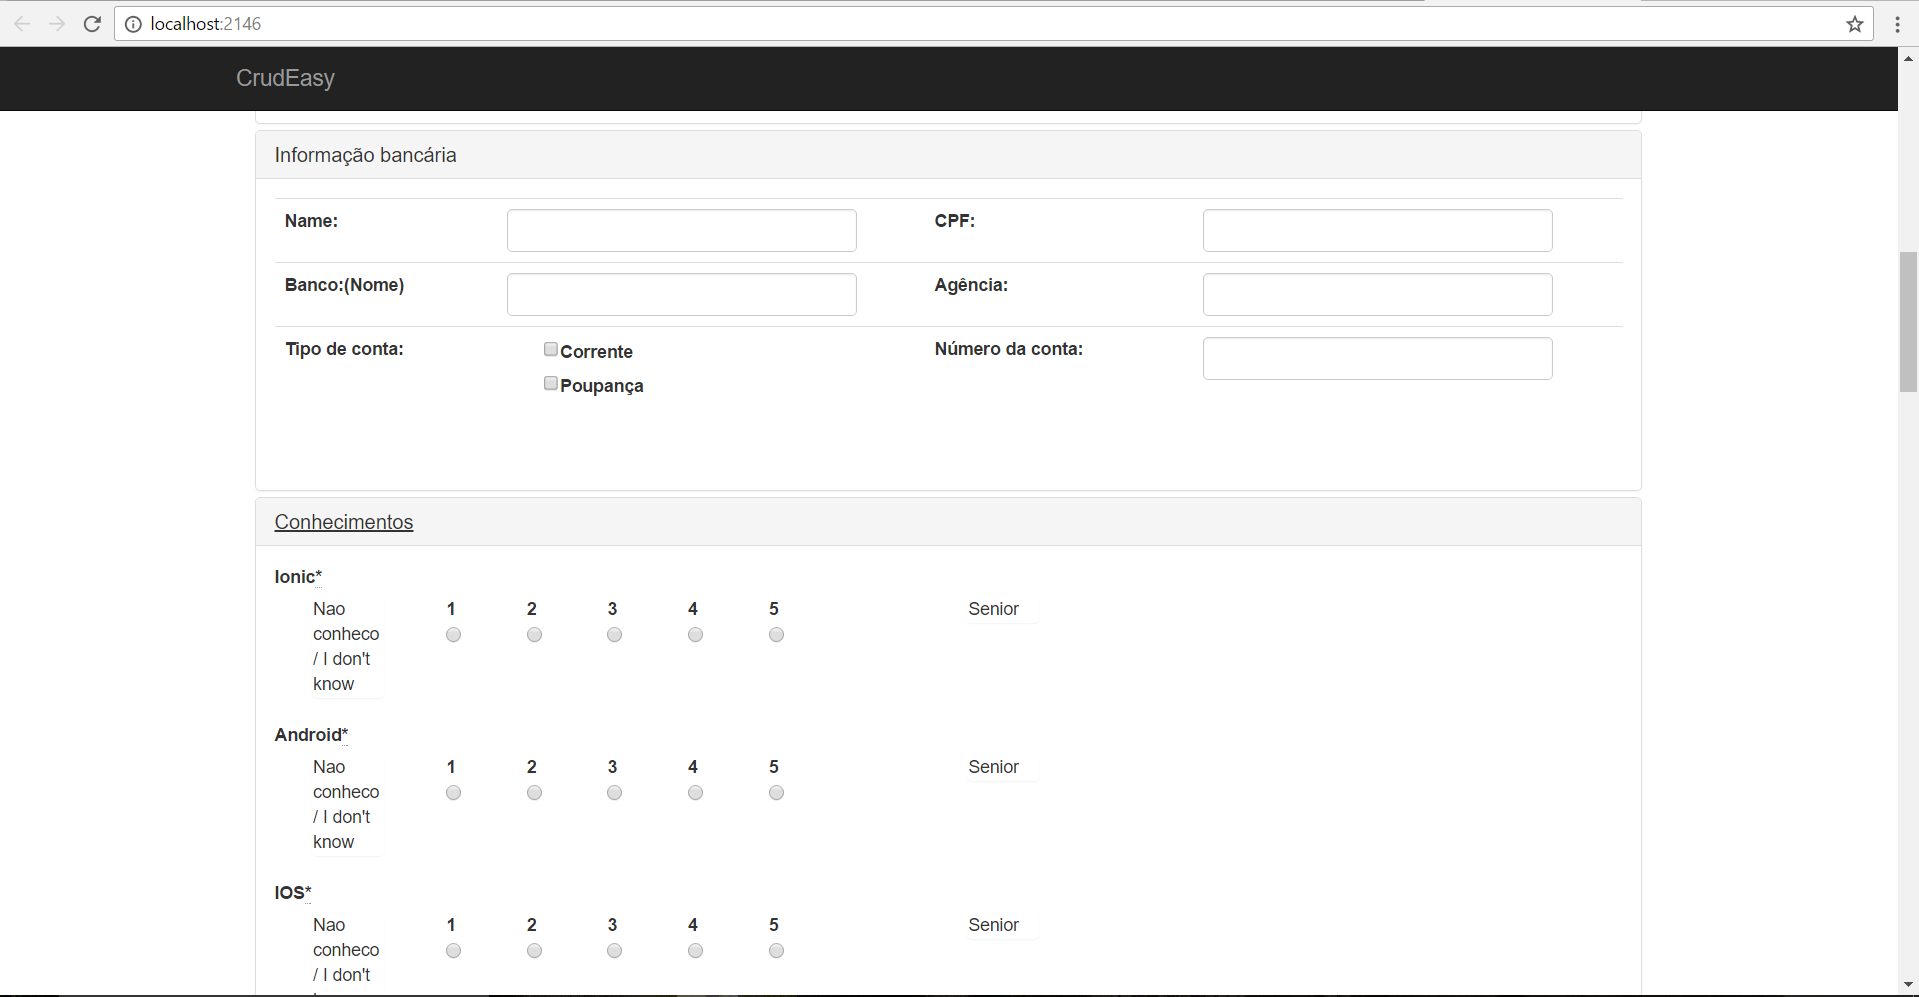 localhost:2146
CrudEasy
Informação bancária
Name:
CPF:
Banco:(Nome)
Agência:
Tipo de conta:
Corrente
Poupança
Número da conta:
Conhecimentos
Ionic*
Nao
conheco
/ I don't
know
1 2 3 4 5
Senior
Android*
Nao
conheco
/ I don't
know
1 2 3 4 5
Senior
IOS*
Nao
conheco
/ I don't
1 2 3 4 5
Senior